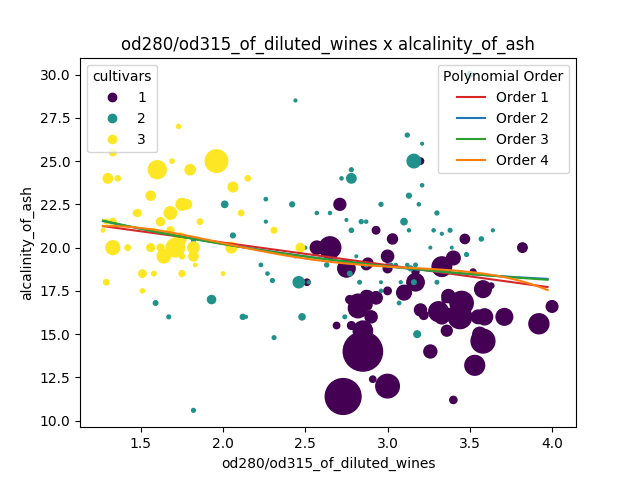 od280/od315_of_diluted_wines x alcalinity_of_ash
cultivars
1
2
3
Polynomial Order
Order 1
Order 2
Order 3
Order 4
alcalinity_of_ash
30.0
27.5
25.0
22.5
20.0
17.5
15.0
12.5
10.0
1.5 2.0 2.5 3.0 3.5 4.0
od280/od315_of_diluted_wines